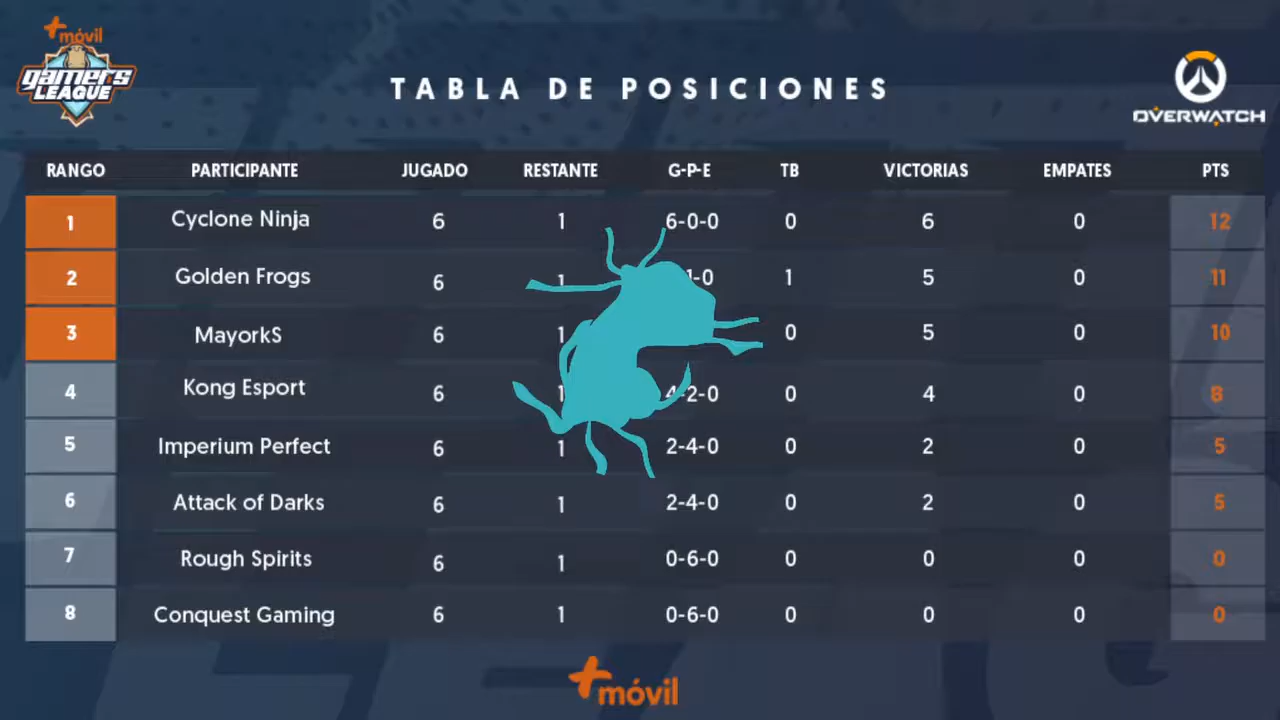 +móvil
gamers
LEAGUE
TABLA DE POSICIONES
OVERWATCH
RANGO PARTICIPANTE JUGADO RESTANTE G-P-E TB VICTORIAS EMPATES PTS
1 Cyclone Ninja 6 1 6-0-0 0 6 0 12
2 Golden Frogs 6 1 1 5 0 11
3 MayorkS 6 1 0 5 0 10
4 Kong Esport 6 4-2-0 0 4 0 8
5 Imperium Perfect 6 1 2-4-0 0 2 0 5
6 Attack of Darks 6 1 2-4-0 0 2 0 5
7 Rough Spirits 6 1 0-6-0 0 0 0 0
8 Conquest Gaming 6 1 0-6-0 0 0 0 0
+móvil